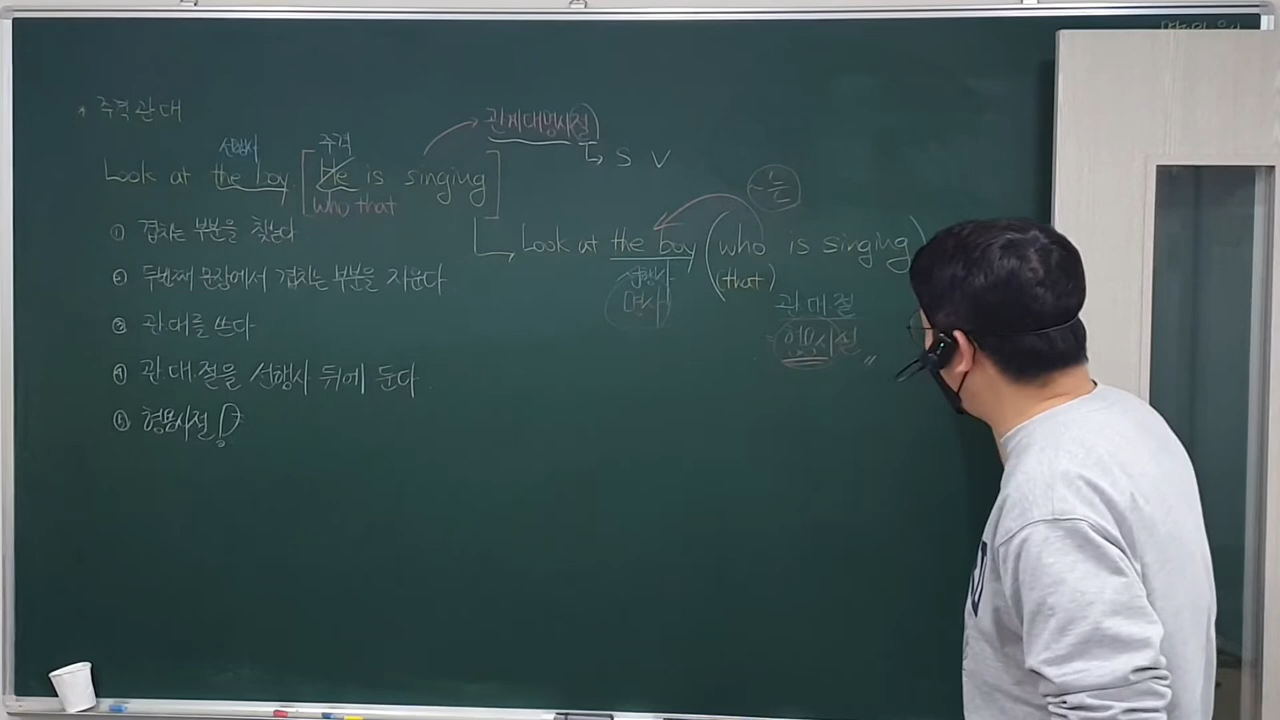 * 주격관대
관계대명사절
↳ S V
선행사 주격
Look at the boy. [He is singing]
who that
① 겹치는 부분을 찾는다
② 두번째 문장에서 겹치는 부분을 지운다
③ 관대를 쓰다
④ 관.대.절을 선행사 뒤에 둔다.
⑤ 형용사절!
~는
Look at the boy (who is singing)
선행사 (that)
명사
관.대.절
= 형용사절